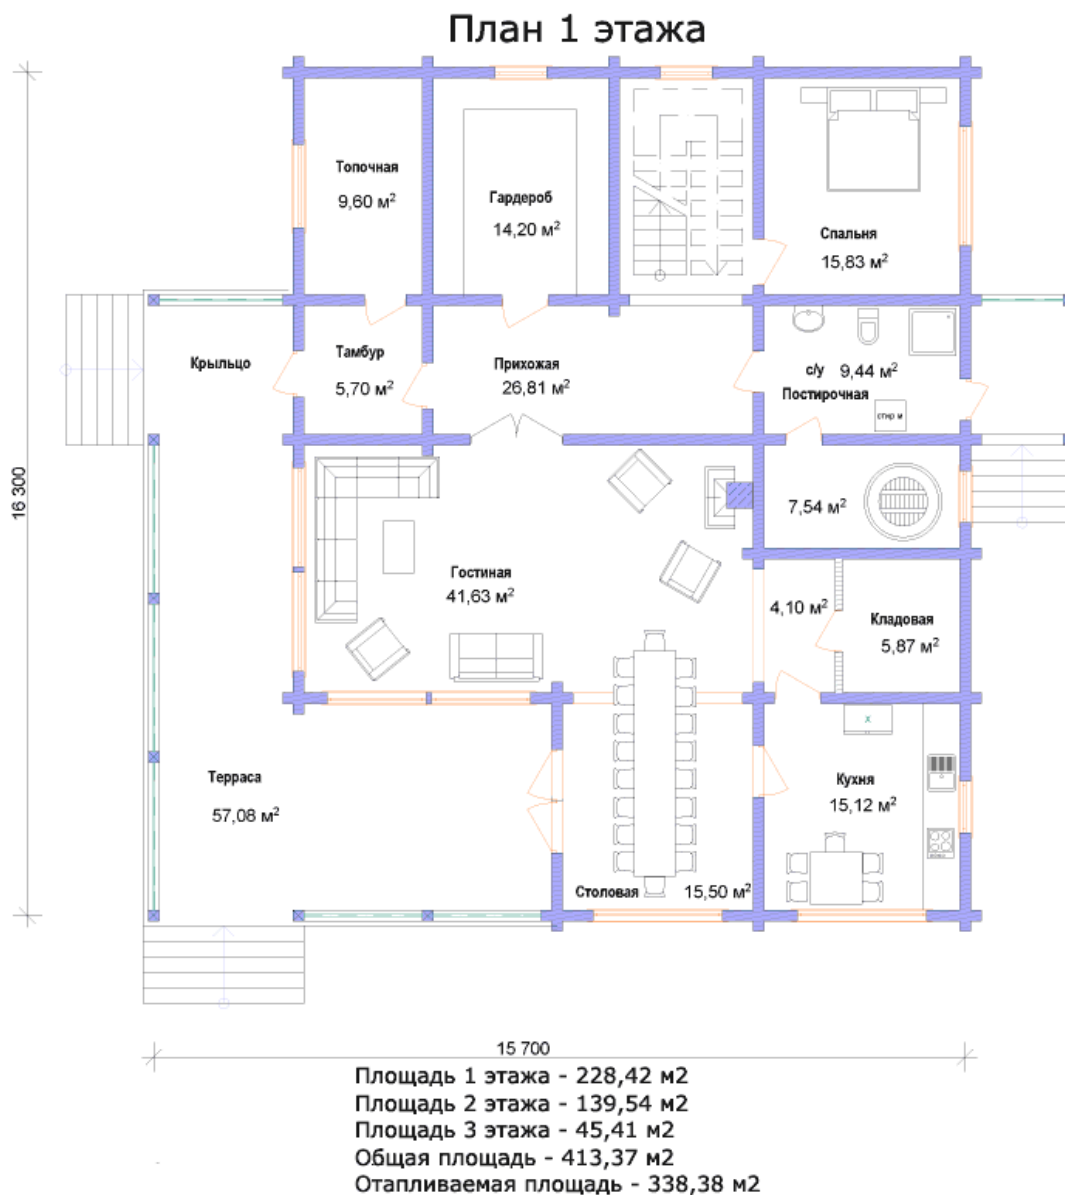 План 1 этажа
Топочная
9,60 м²
Гардероб
14,20 м²
Спальня
15,83 м²
Крыльцо
Тамбур
5,70 м²
Прихожая
26,81 м²
с/у 9,44 м²
Постирочная
стир м
7,54 м²
16 300
Гостиная
41,63 м²
4,10 м²
Кладовая
5,87 м²
X
Терраса
57,08 м²
Кухня
15,12 м²
Столовая 15,50 м²
15 700
Площадь 1 этажа - 228,42 м2
Площадь 2 этажа - 139,54 м2
Площадь 3 этажа - 45,41 м2
Общая площадь - 413,37 м2
Отапливаемая площадь - 338,38 м2